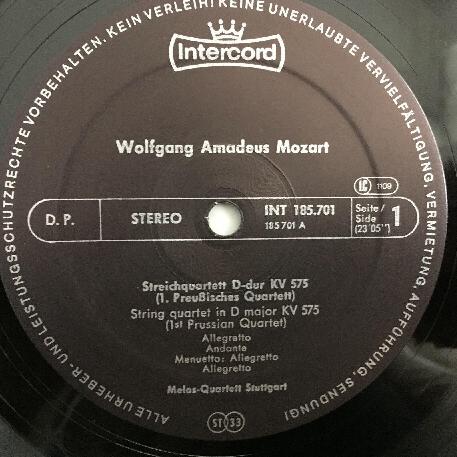 ALLE URHEBER- UND LEISTUNGSSCHUTZRECHTE VORBEHALTEN. KEIN VERLEIH! KEINE UNERLAUBTE VERVIELFÄLTIGUNG, VERMIETUNG, AUFFÜHRUNG, SENDUNG!
Intercord
Wolfgang Amadeus Mozart
LC 1109
D. P.
STEREO
INT 185.701
185 701 A
Seite/
Side
(23'05'')
1
Streichquartett D-dur KV 575
(1. Preußisches Quartett)
String quartet in D major KV 575
(1st Prussian Quartet)
Allegretto
Andante
Menuetto: Allegretto
Allegretto
Melos-Quartett Stuttgart
ST 33